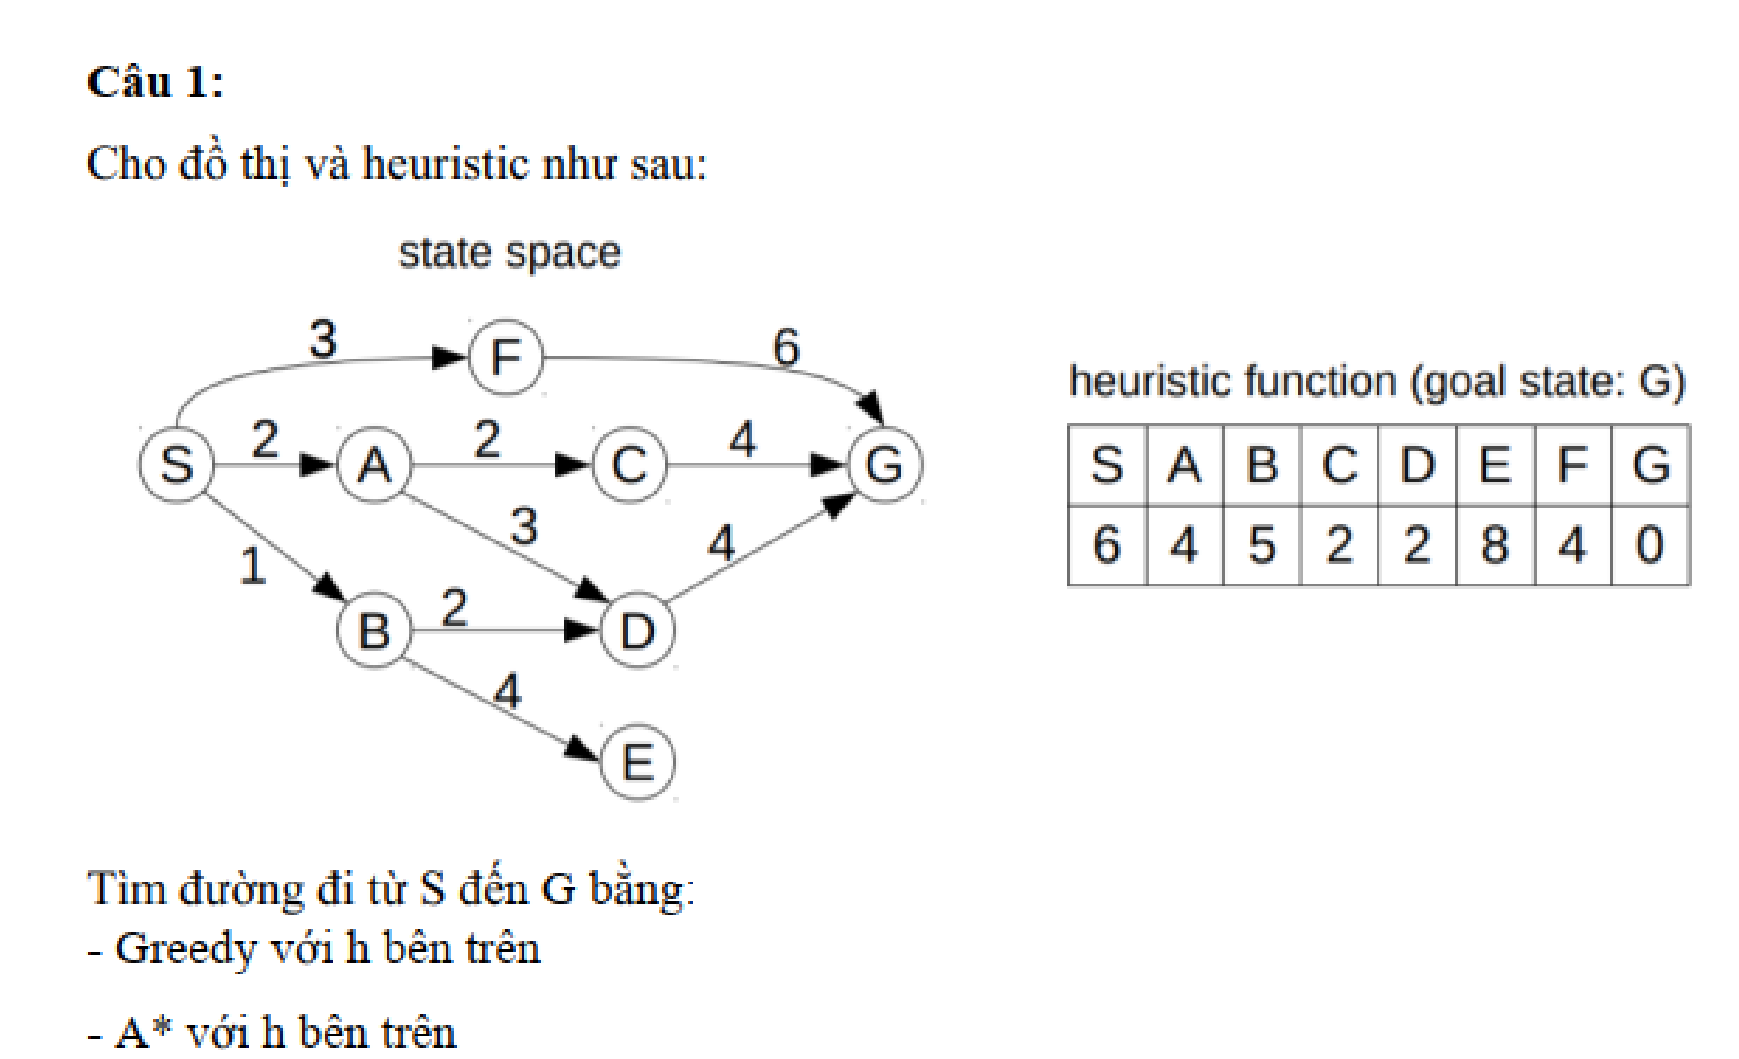 Câu 1:
Cho đồ thị và heuristic như sau:
state space
3
F
6
heuristic function (goal state: G)
S 2 A 2 C 4 G
S A B C D E F G
3
4
6 4 5 2 2 8 4 0
1
B 2 D
4
E
Tìm đường đi từ S đến G bằng:
- Greedy với h bên trên
- A* với h bên trên